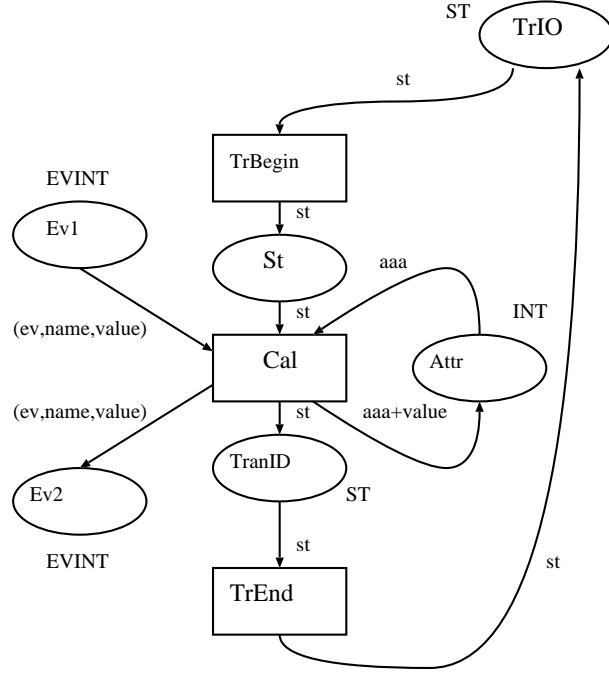 ST
TrIO
st
TrBegin
EVINT
st
Ev1
St
aaa
st
INT
(ev,name,value)
Cal
Attr
(ev,name,value)
st
aaa+value
TranID
Ev2
ST
st
EVINT
st
TrEnd